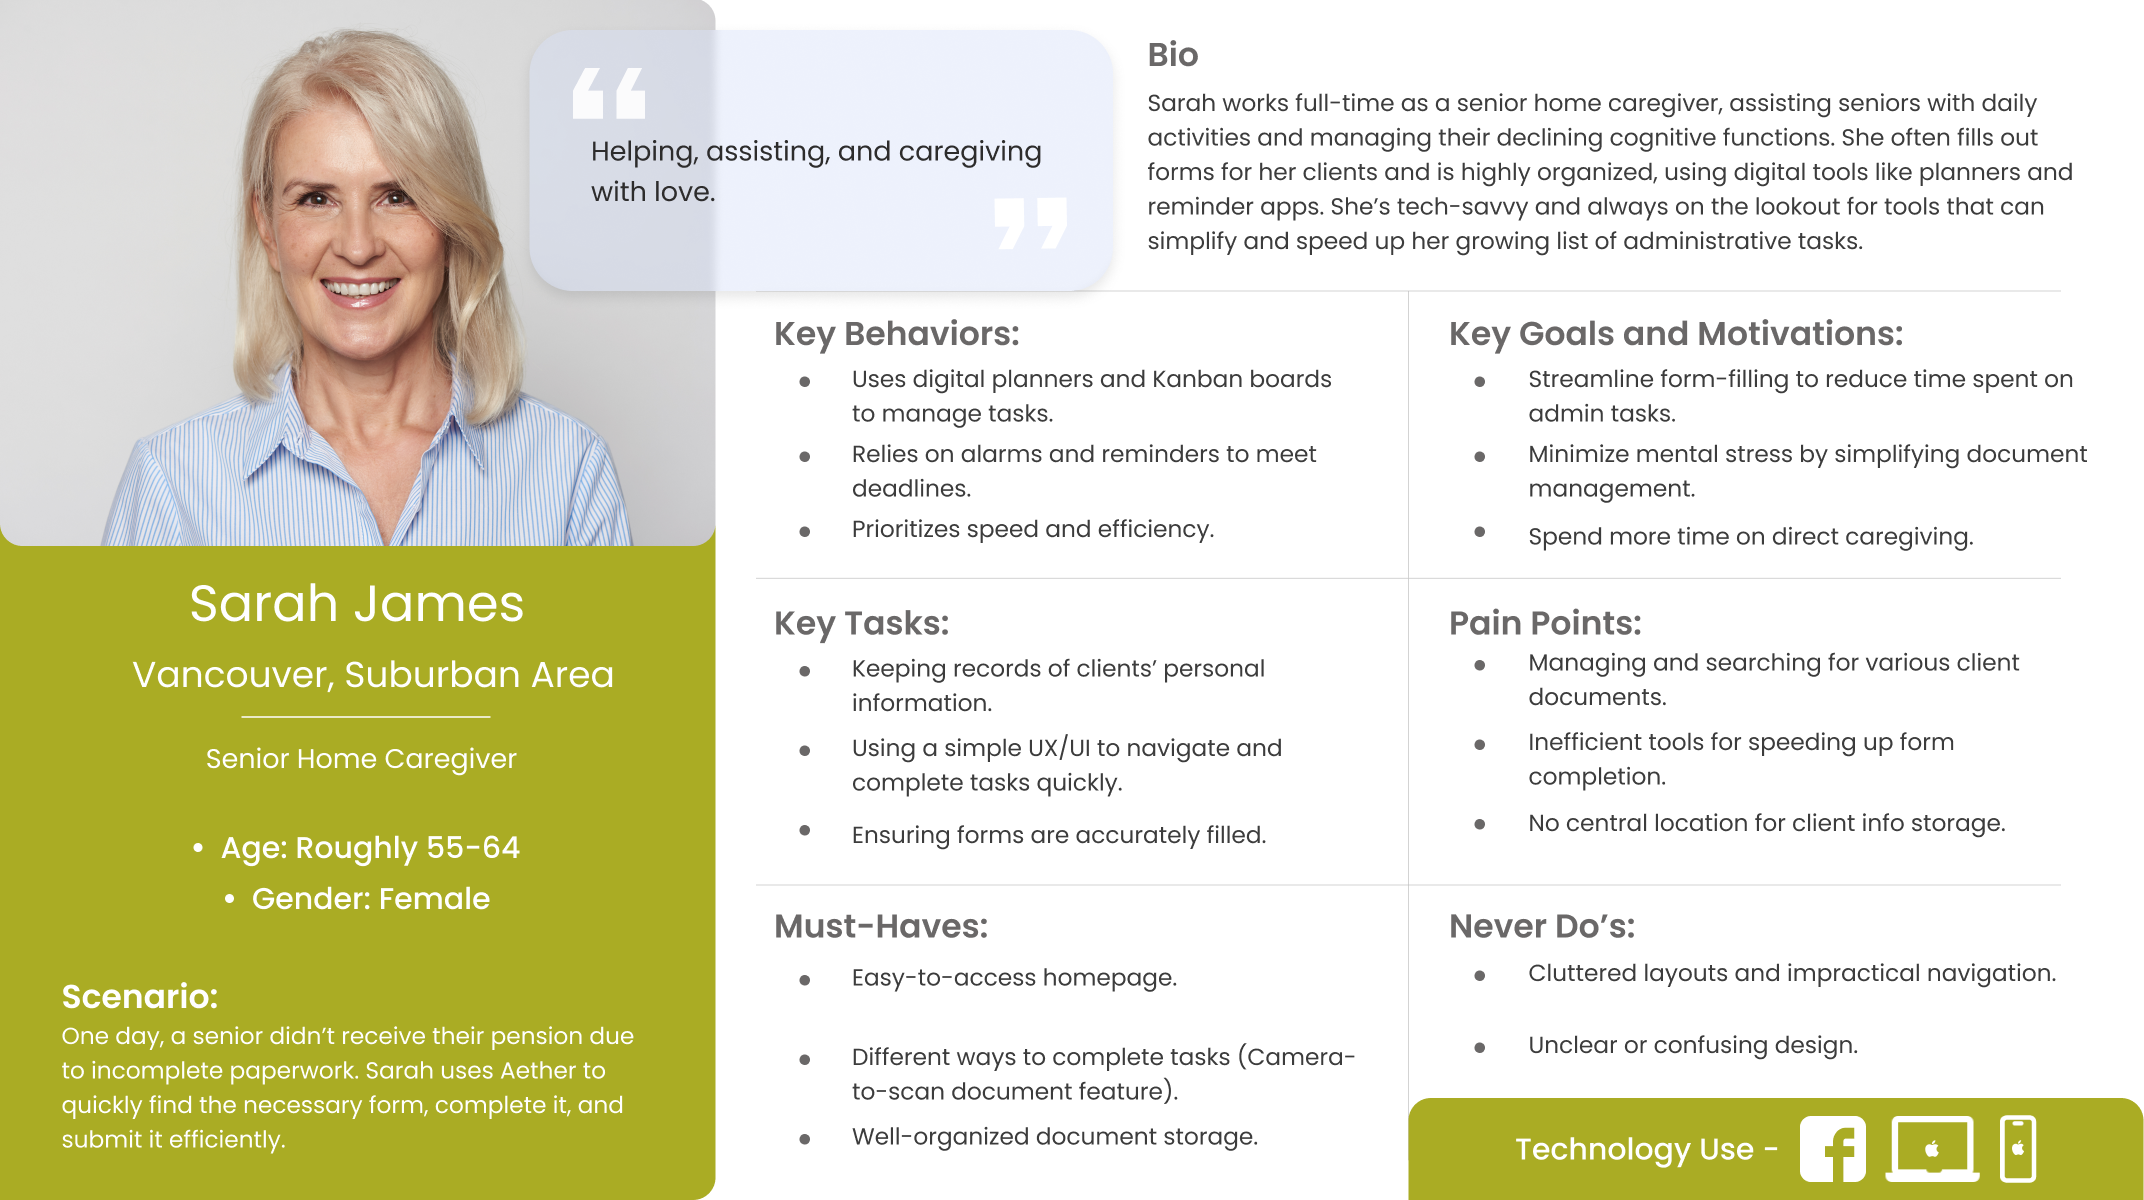 “
Helping, assisting, and caregiving
with love.
”
Sarah James
Vancouver, Suburban Area
Senior Home Caregiver
• Age: Roughly 55-64
• Gender: Female
Scenario:
One day, a senior didn’t receive their pension due
to incomplete paperwork. Sarah uses Aether to
quickly find the necessary form, complete it, and
submit it efficiently.
Bio
Sarah works full-time as a senior home caregiver, assisting seniors with daily
activities and managing their declining cognitive functions. She often fills out
forms for her clients and is highly organized, using digital tools like planners and
reminder apps. She’s tech-savvy and always on the lookout for tools that can
simplify and speed up her growing list of administrative tasks.
Key Behaviors:
• Uses digital planners and Kanban boards
to manage tasks.
• Relies on alarms and reminders to meet
deadlines.
• Prioritizes speed and efficiency.
Key Goals and Motivations:
• Streamline form-filling to reduce time spent on
admin tasks.
• Minimize mental stress by simplifying document
management.
• Spend more time on direct caregiving.
Key Tasks:
• Keeping records of clients’ personal
information.
• Using a simple UX/UI to navigate and
complete tasks quickly.
• Ensuring forms are accurately filled.
Pain Points:
• Managing and searching for various client
documents.
• Inefficient tools for speeding up form
completion.
• No central location for client info storage.
Must-Haves:
• Easy-to-access homepage.
• Different ways to complete tasks (Camera-
to-scan document feature).
• Well-organized document storage.
Never Do’s:
• Cluttered layouts and impractical navigation.
• Unclear or confusing design.
Technology Use -